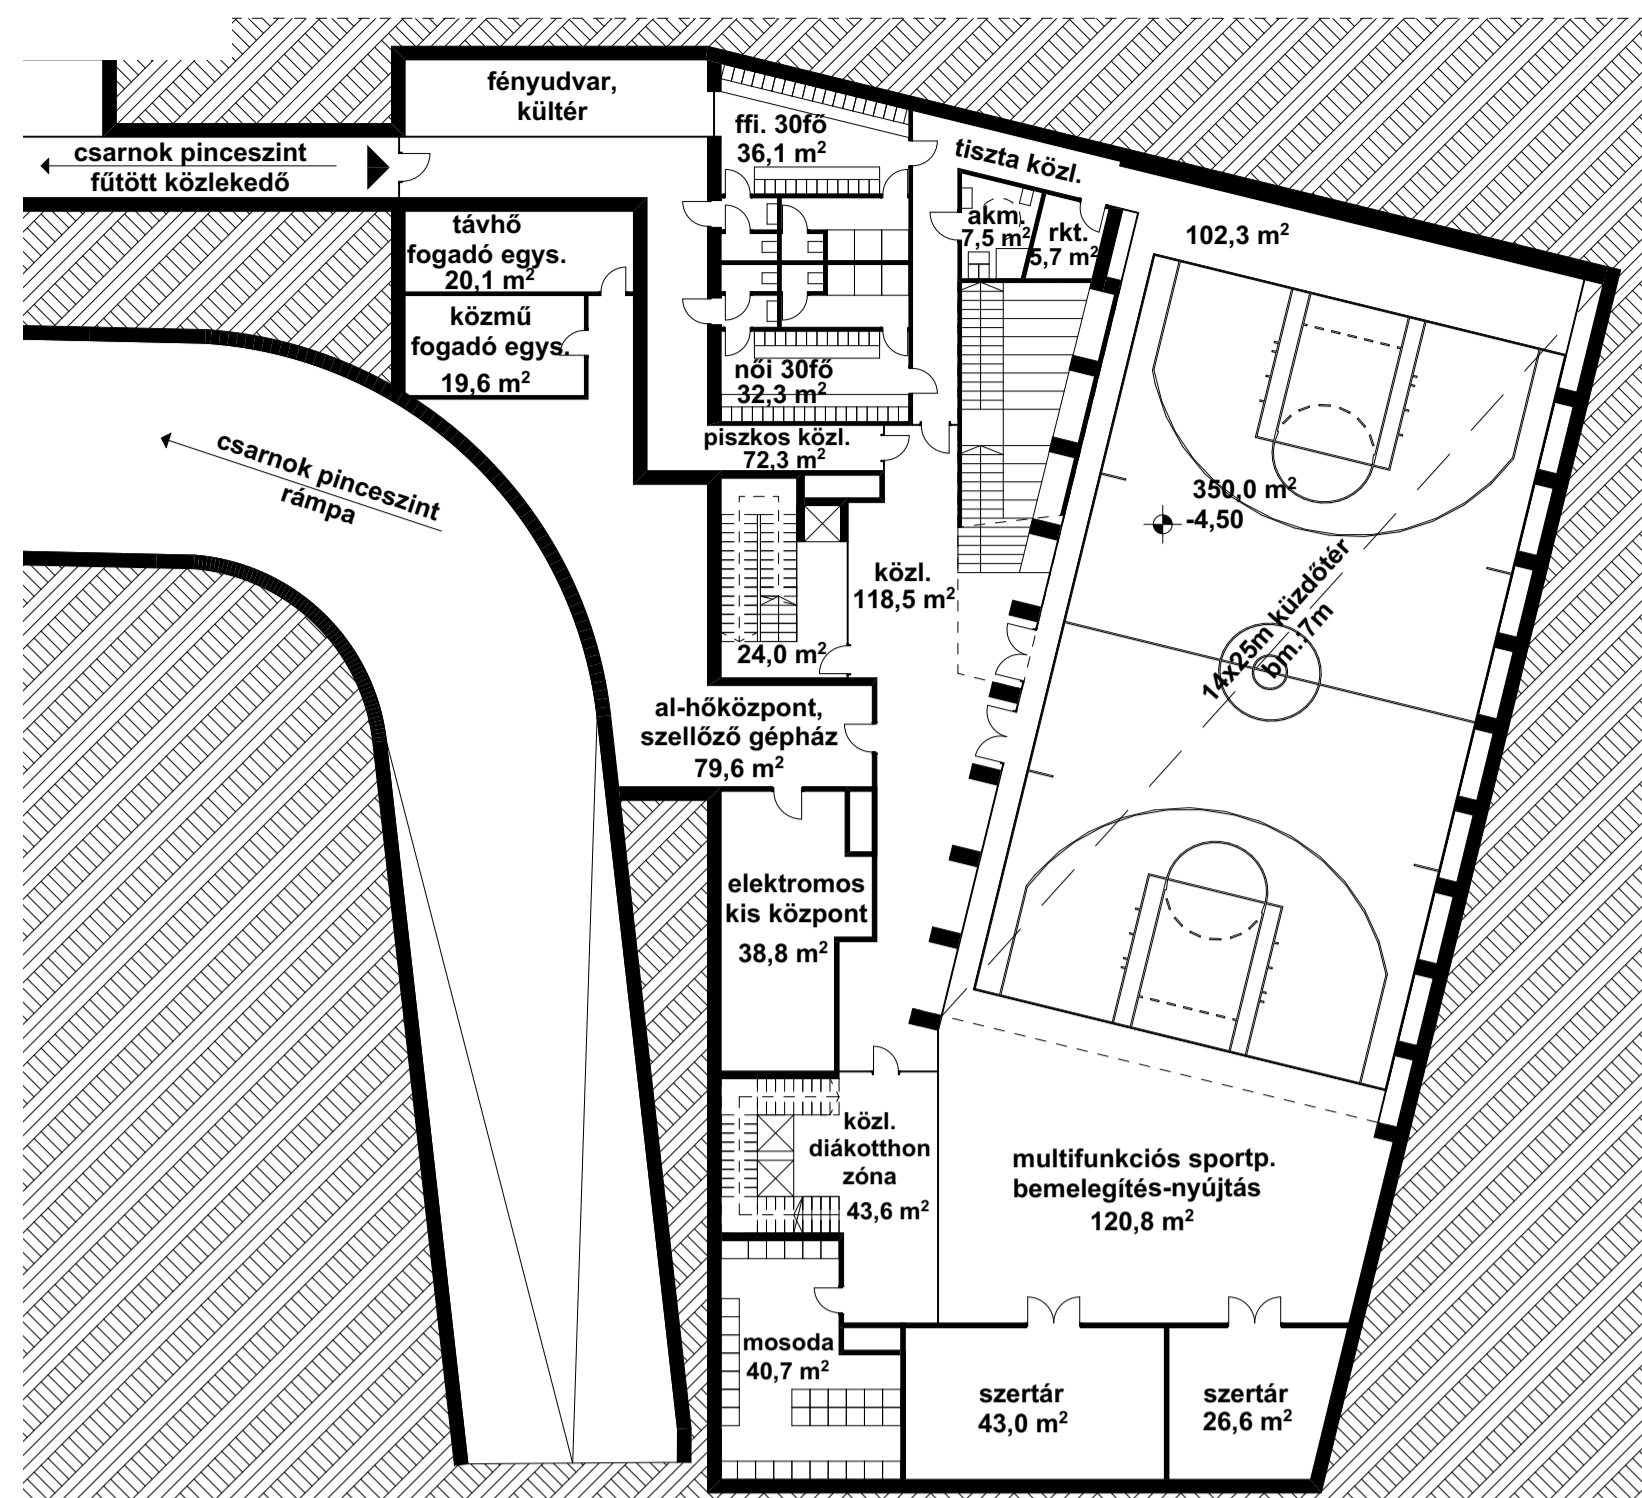 fényudvar,
kültér
csarnok pinceszint
fűtött közlekedő
ffi. 30fő
36,1 m²
tiszta közl.
akm.
7,5 m²
rkt.
5,7 m²
102,3 m²
távhő
fogadó egys.
20,1 m²
közmű
fogadó egys.
19,6 m²
női 30fő
32,3 m²
piszkos közl.
72,3 m²
csarnok pinceszint
rámpa
350,0 m²
-4,50
14x25m küzdőtér
bm.:7m
közl.
118,5 m²
24,0 m²
al-hőközpont,
szellőző gépház
79,6 m²
elektromos
kis központ
38,8 m²
közl.
diákotthon
zóna
43,6 m²
multifunkciós sportp.
bemelegítés-nyújtás
120,8 m²
mosoda
40,7 m²
szertár
43,0 m²
szertár
26,6 m²